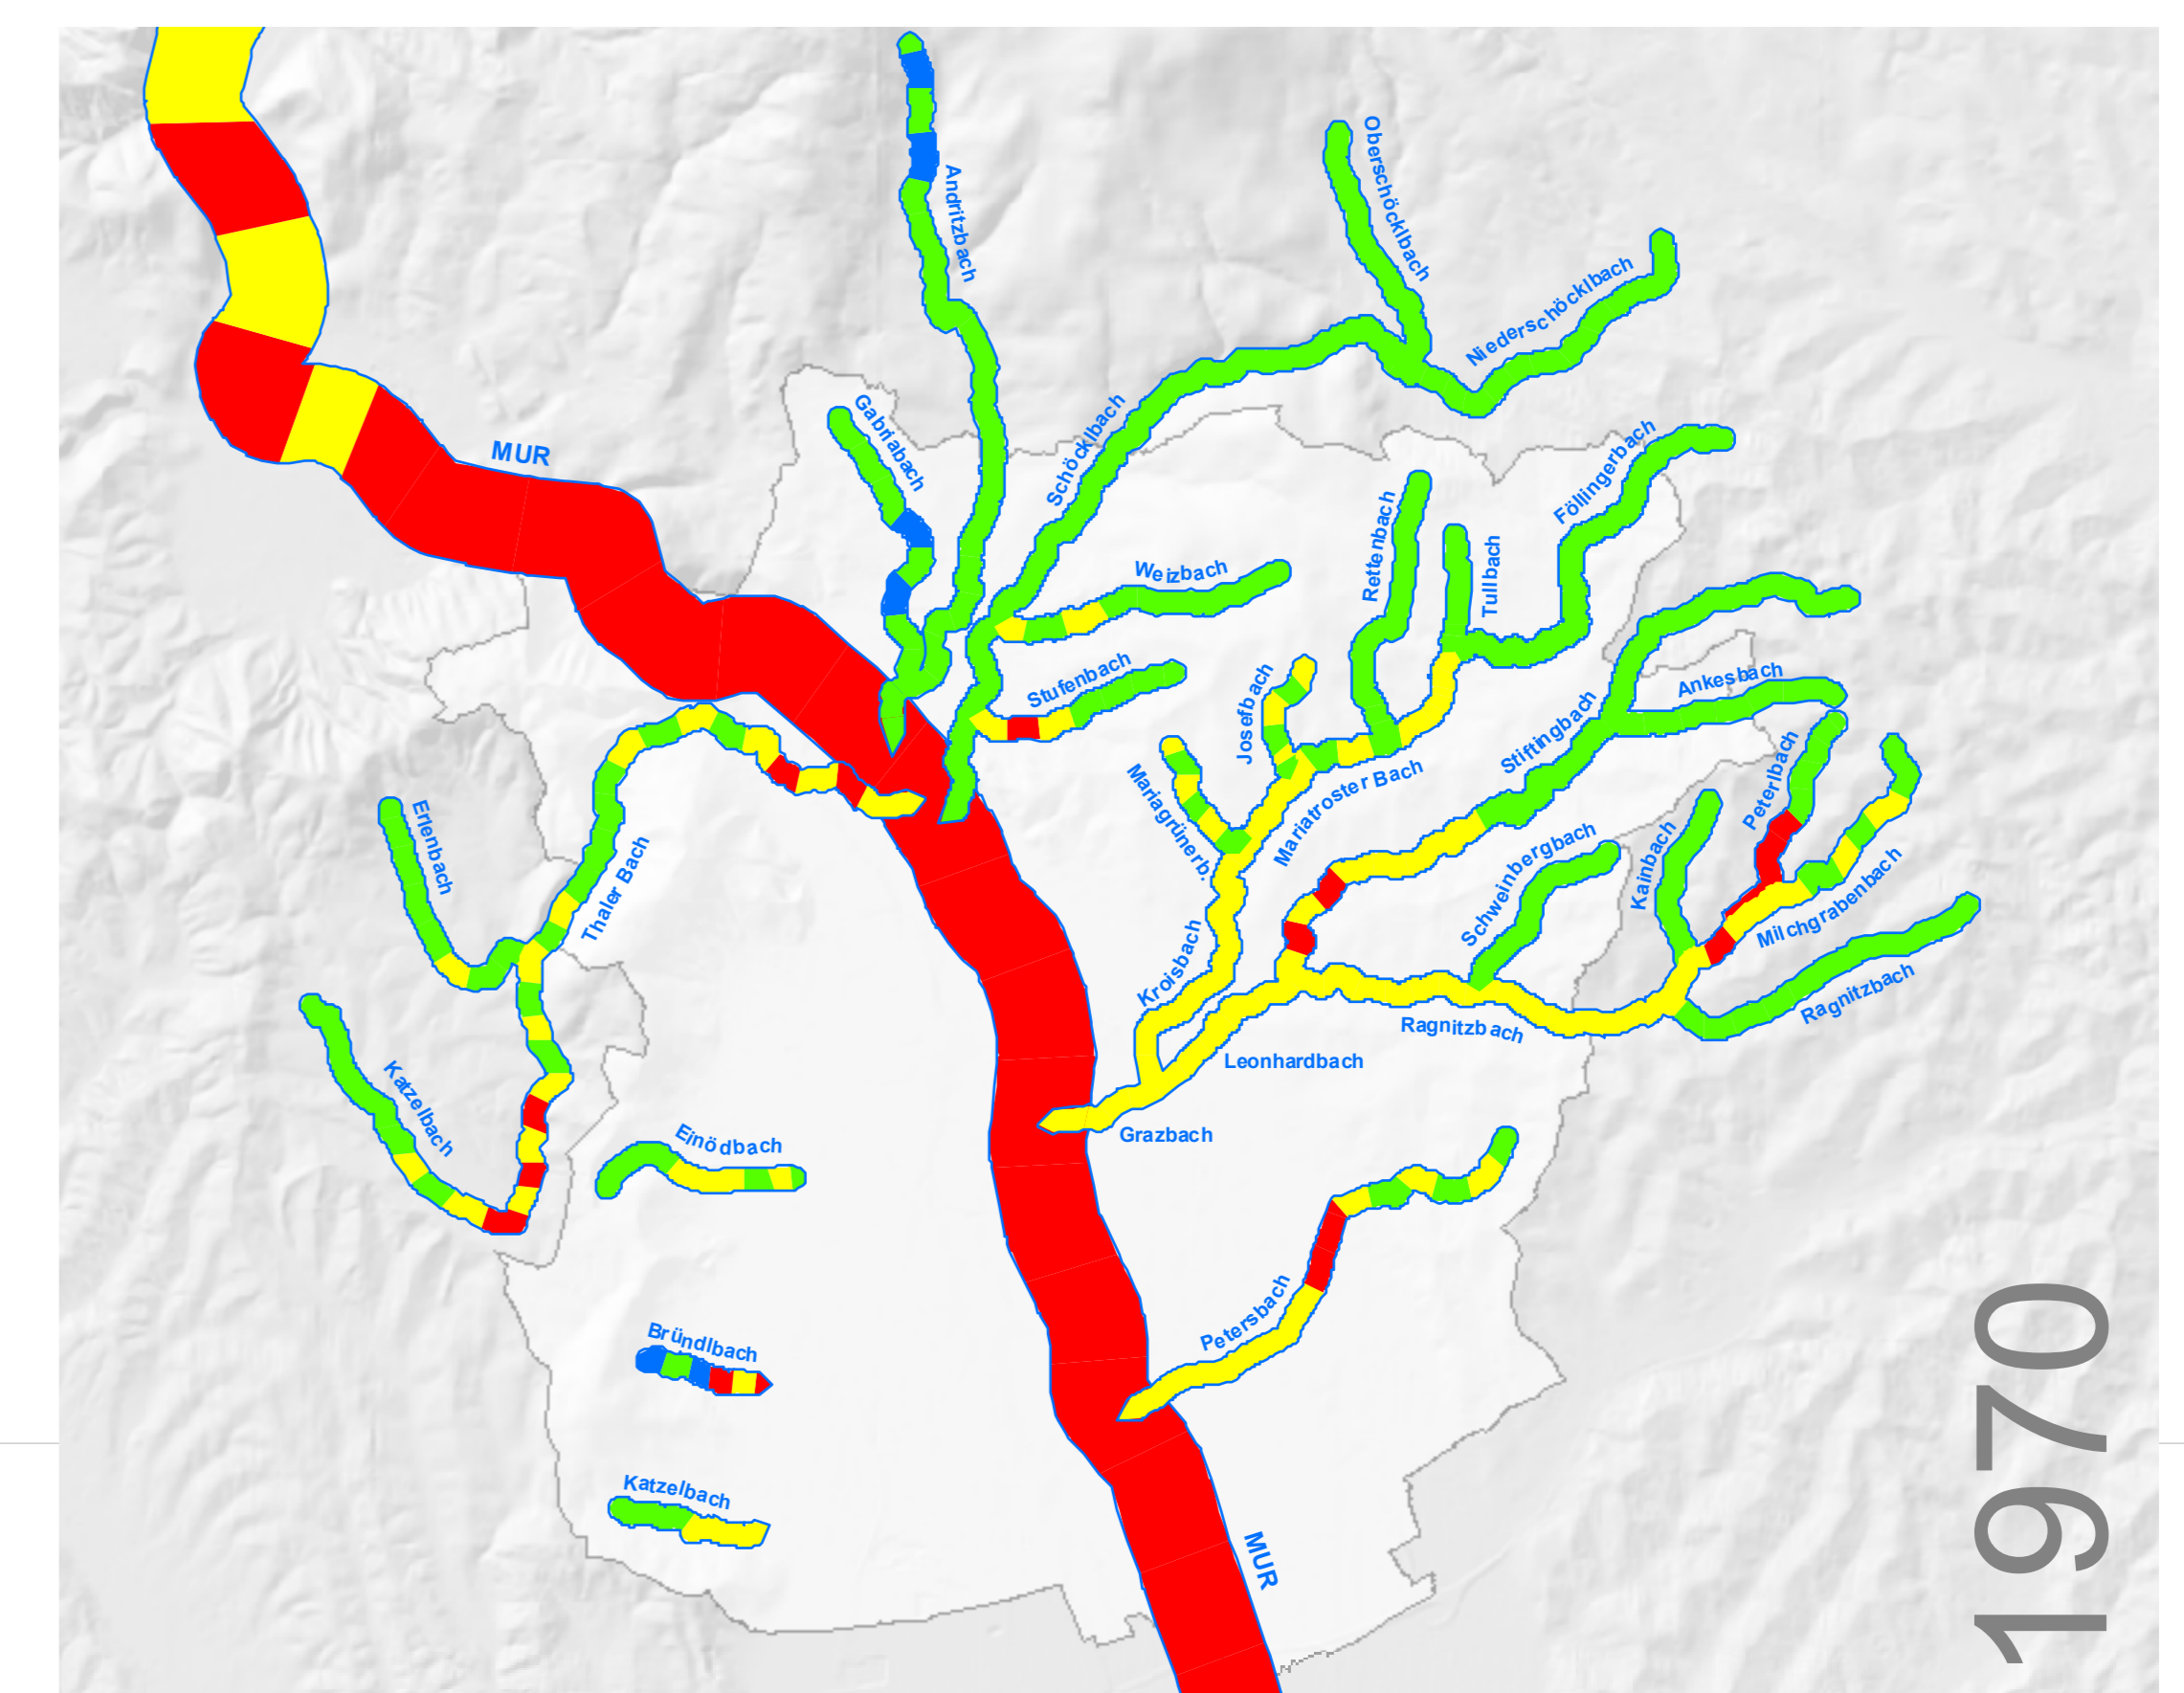 Oberschöcklbach
Andritzbach
Niederschöcklbach
Gabriabach
Schöcklbach
MUR
Föllingerbach
Rettenbach
Tullbach
Weizbach
Stufenbach
Josefbach
Ankesbach
Stiftingbach
Mariatroster Bach
Mariagrünerb.
Peterlbach
Kainbach
Schweinbergbach
Milchgrabenbach
Erlenbach
Thaler Bach
Kroisbach
Ragnitzbach
Ragnitzbach
Leonhardbach
Katzelbach
Grazbach
Einödbach
Petersbach
Bründlbach
Katzelbach
MUR
1970